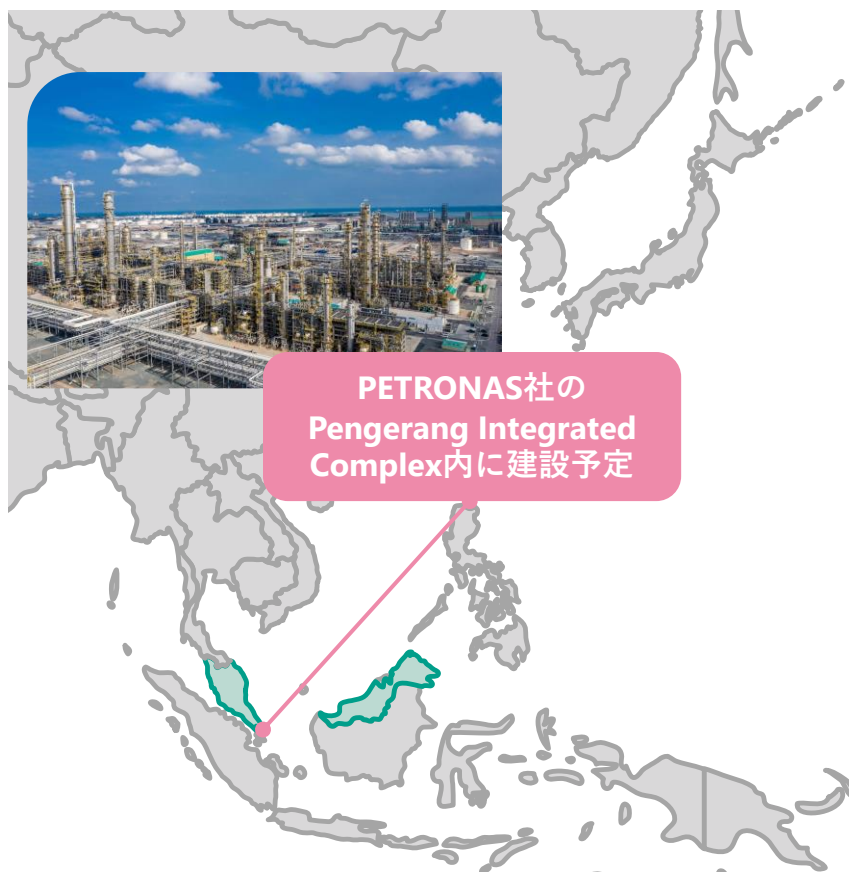 PETRONAS社の
Pengerang Integrated
Complex内に建設予定